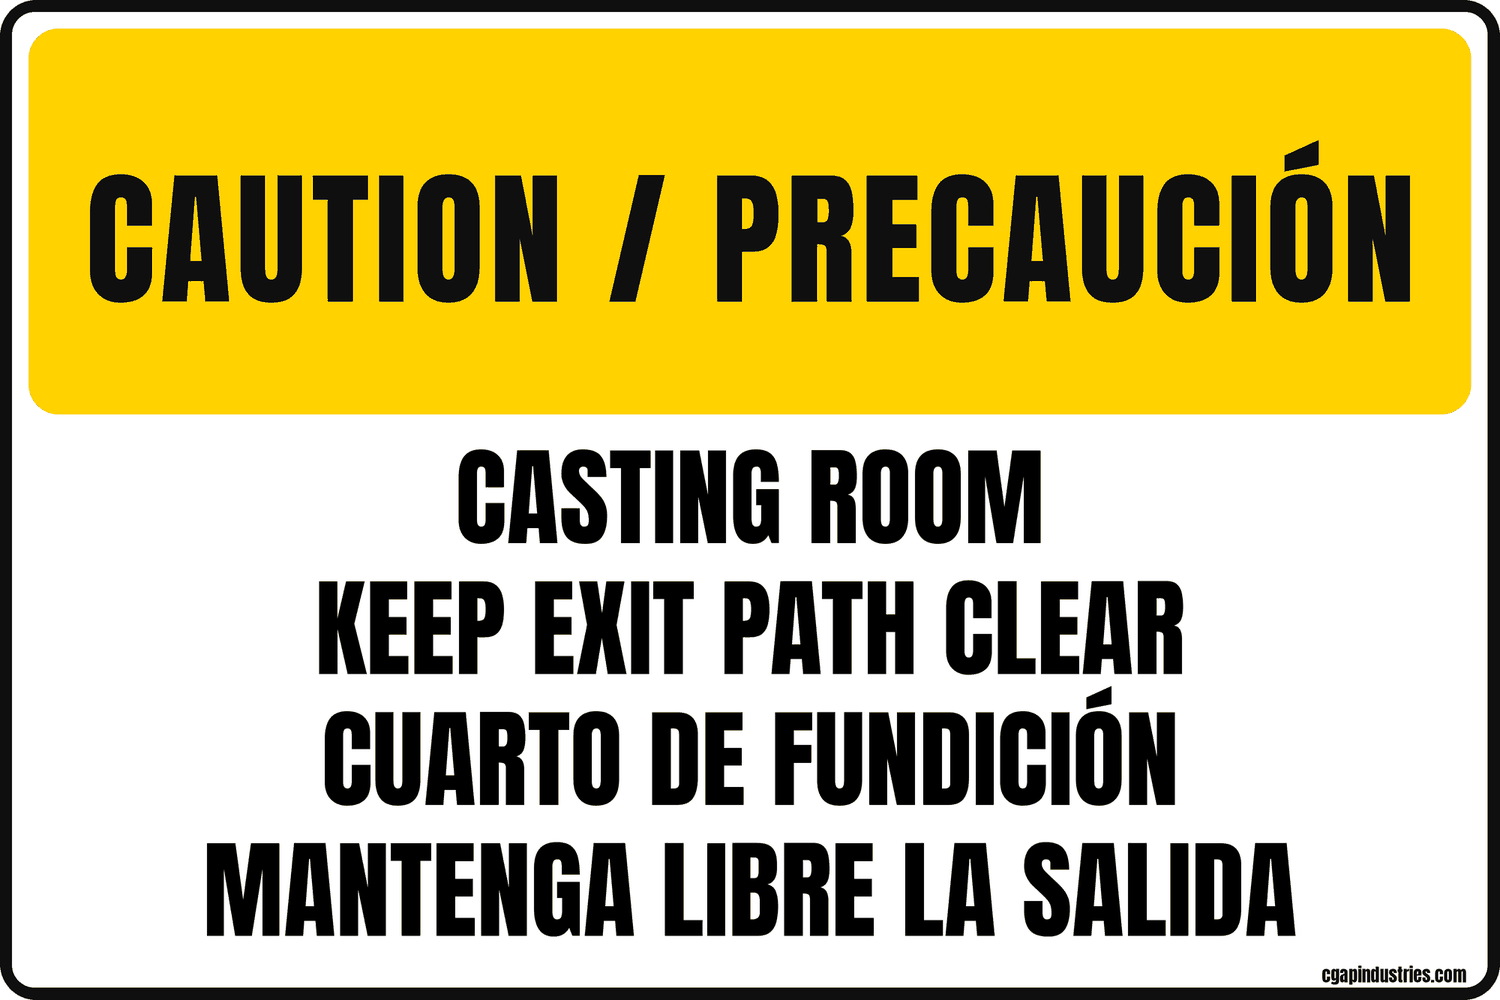 CAUTION / PRECAUCIÓN
CASTING ROOM
KEEP EXIT PATH CLEAR
CUARTO DE FUNDICIÓN
MANTENGA LIBRE LA SALIDA
cgapindustries.com